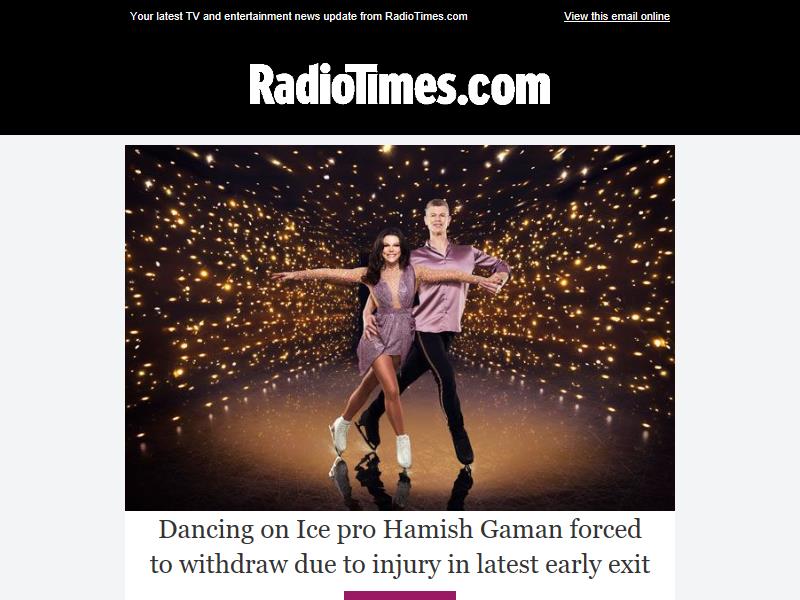 Your latest TV and entertainment news update from RadioTimes.com
View this email online
RadioTimes.com
Dancing on Ice pro Hamish Gaman forced
to withdraw due to injury in latest early exit